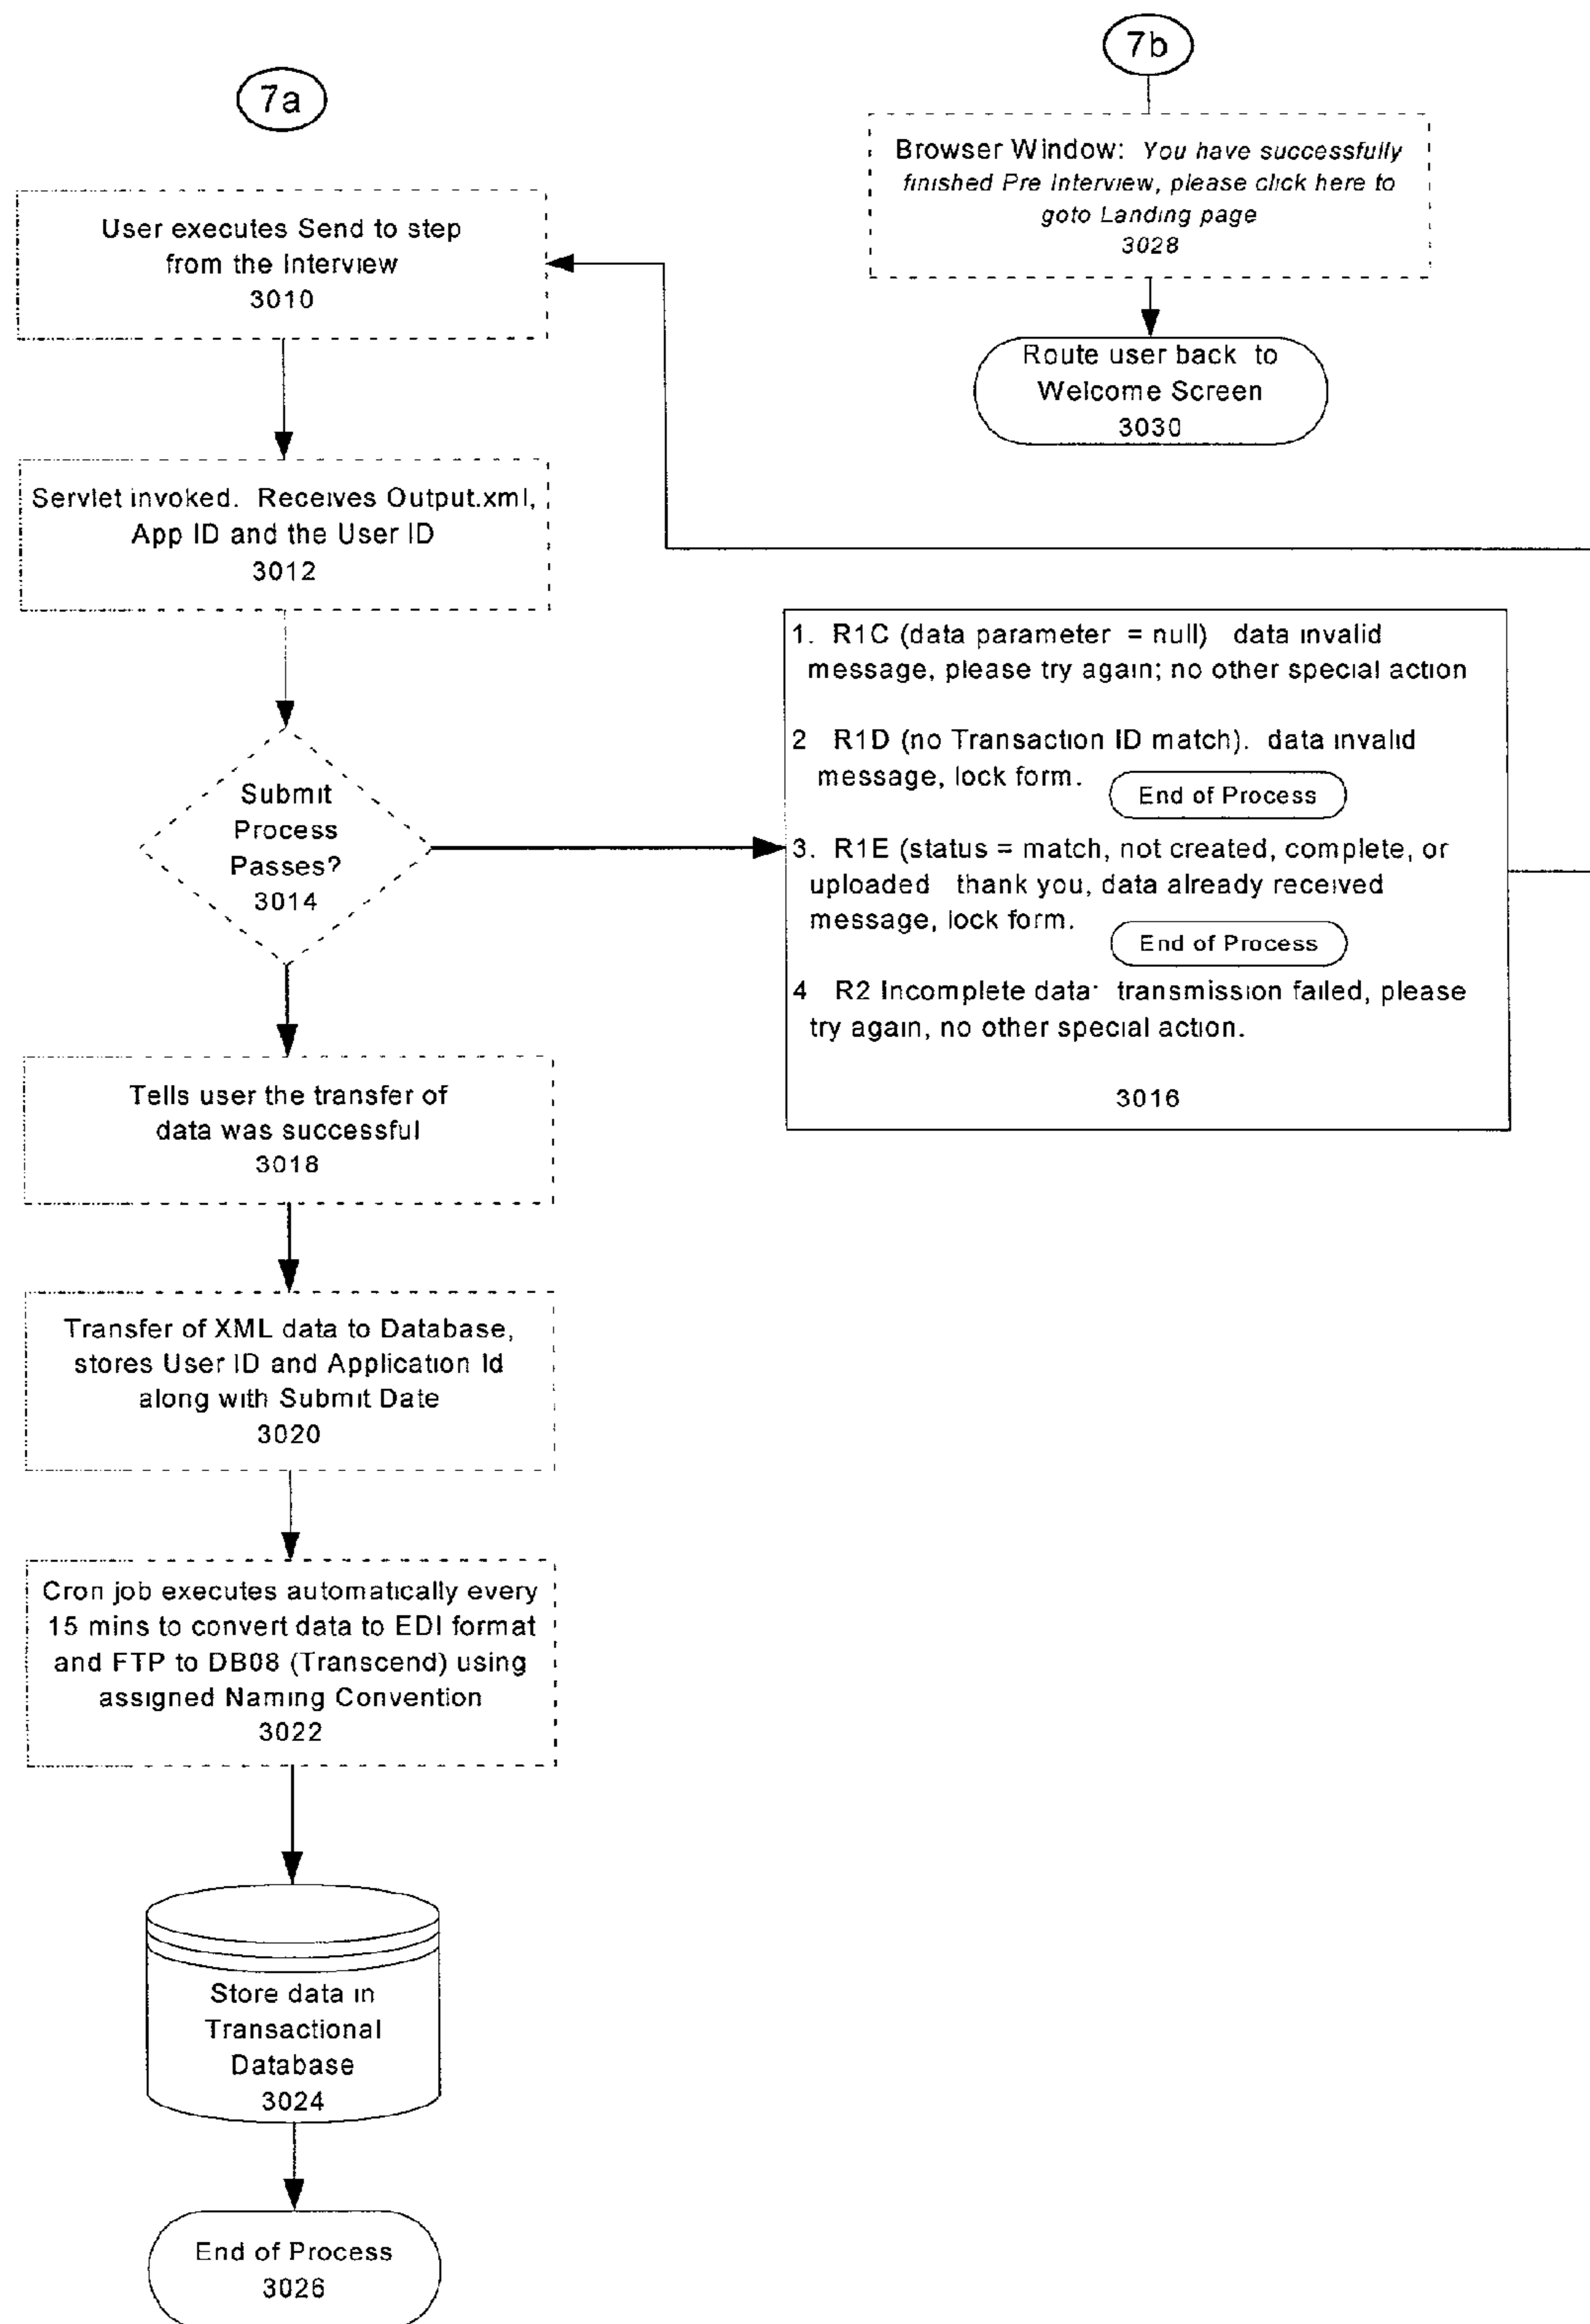 7a
User executes Send to step
from the Interview
3010
Servlet invoked. Receives Output.xml,
App ID and the User ID
3012
Submit
Process
Passes?
3014
Tells user the transfer of
data was successful
3018
Transfer of XML data to Database,
stores User ID and Application Id
along with Submit Date
3020
Cron job executes automatically every
15 mins to convert data to EDI format
and FTP to DB08 (Transcend) using
assigned Naming Convention
3022
Store data in
Transactional
Database
3024
End of Process
3026
7b
Browser Window: You have successfully
finished Pre Interview, please click here to
goto Landing page
3028
Route user back to
Welcome Screen
3030
1. R1C (data parameter = null) data invalid
message, please try again; no other special action
2 R1D (no Transaction ID match). data invalid
message, lock form.
End of Process
3. R1E (status = match, not created, complete, or
uploaded thank you, data already received
message, lock form.
End of Process
4 R2 Incomplete data: transmission failed, please
try again, no other special action.
3016